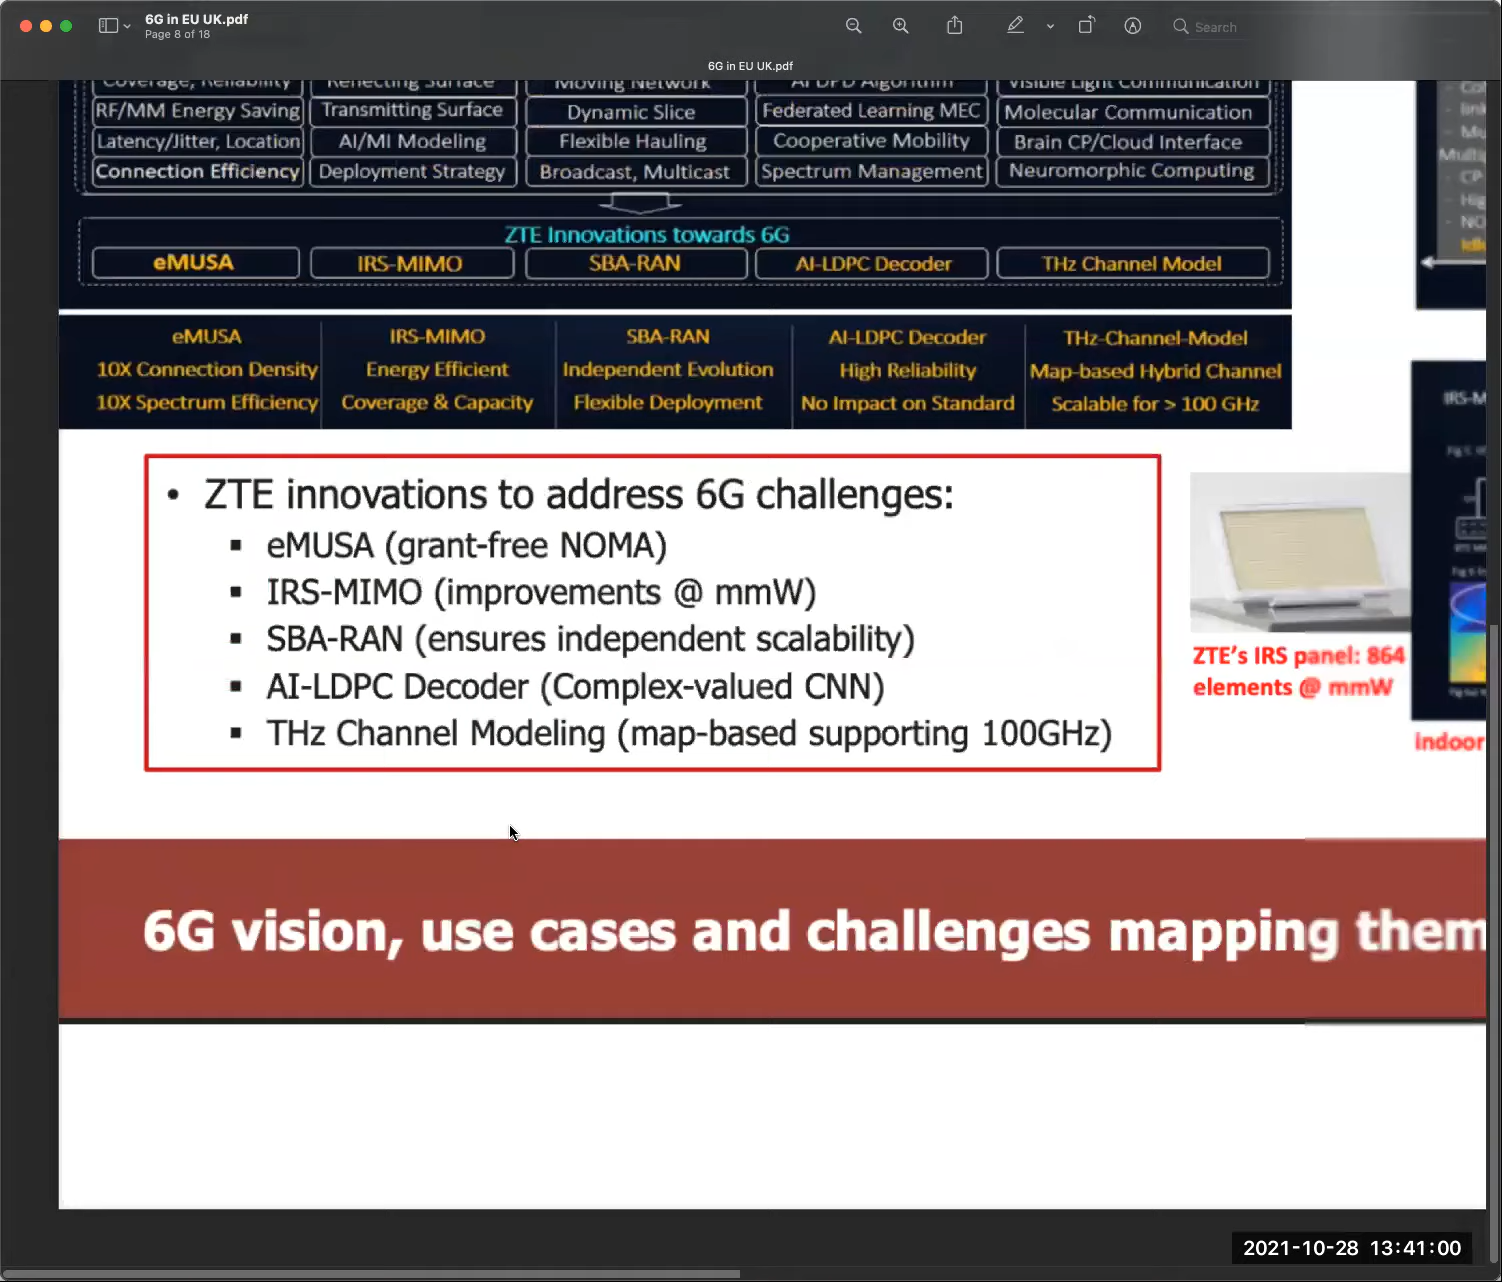 6G in EU UK.pdf
Page 8 of 18
Search
6G in EU UK.pdf
Coverage, Reliability
Reflecting Surface
Moving Network
AI DPD Algorithm
Visible Light Communication
RF/MM Energy Saving
Transmitting Surface
Dynamic Slice
Federated Learning MEC
Molecular Communication
Latency/Jitter, Location
AI/MI Modeling
Flexible Hauling
Cooperative Mobility
Brain CP/Cloud Interface
Connection Efficiency
Deployment Strategy
Broadcast, Multicast
Spectrum Management
Neuromorphic Computing
ZTE Innovations towards 6G
eMUSA
IRS-MIMO
SBA-RAN
AI-LDPC Decoder
THz Channel Model
eMUSA
10X Connection Density
10X Spectrum Efficiency
IRS-MIMO
Energy Efficient
Coverage & Capacity
SBA-RAN
Independent Evolution
Flexible Deployment
AI-LDPC Decoder
High Reliability
No Impact on Standard
THz-Channel-Model
Map-based Hybrid Channel
Scalable for > 100 GHz
• ZTE innovations to address 6G challenges:
▪ eMUSA (grant-free NOMA)
▪ IRS-MIMO (improvements @ mmW)
▪ SBA-RAN (ensures independent scalability)
▪ AI-LDPC Decoder (Complex-valued CNN)
▪ THz Channel Modeling (map-based supporting 100GHz)
ZTE's IRS panel: 864
elements @ mmW
IRS-M
indoor
6G vision, use cases and challenges mapping them
2021-10-28 13:41:00